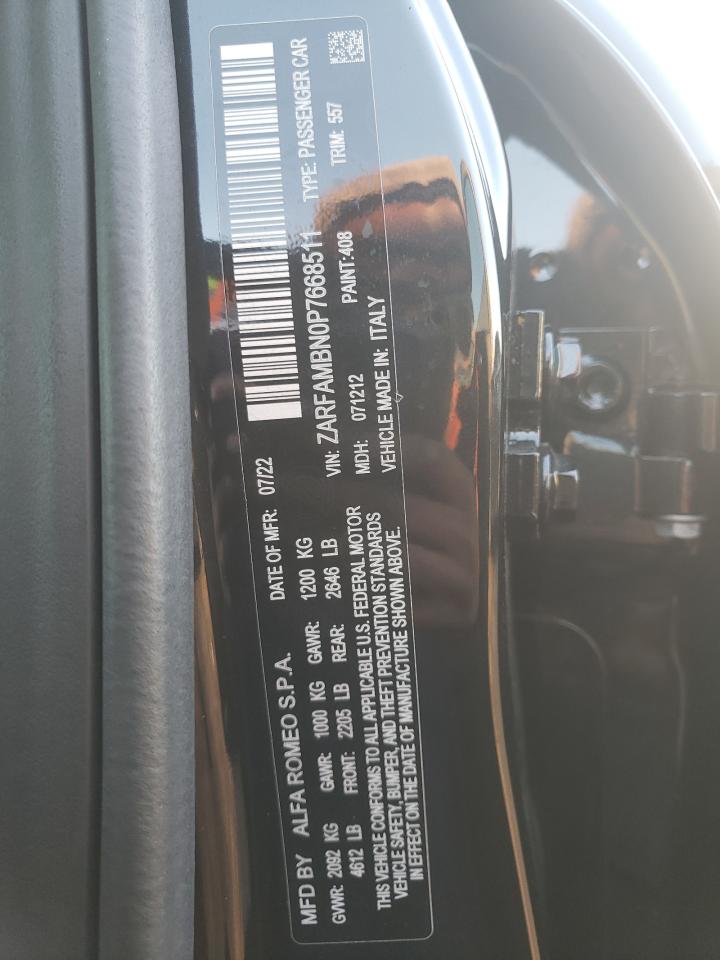 MFD BY ALFA ROMEO S.P.A. DATE OF MFR: 07/22
GVWR: 2092 KG GAWR: 1000 KG GAWR: 1200 KG
4612 LB FRONT: 2205 LB REAR: 2646 LB
THIS VEHICLE CONFORMS TO ALL APPLICABLE U.S. FEDERAL MOTOR
VEHICLE SAFETY, BUMPER, AND THEFT PREVENTION STANDARDS
IN EFFECT ON THE DATE OF MANUFACTURE SHOWN ABOVE.
VIN: ZARFAMBN0P7668511 TYPE: PASSENGER CAR
MDH: 071212 PAINT:408 TRIM: 557
VEHICLE MADE IN: ITALY